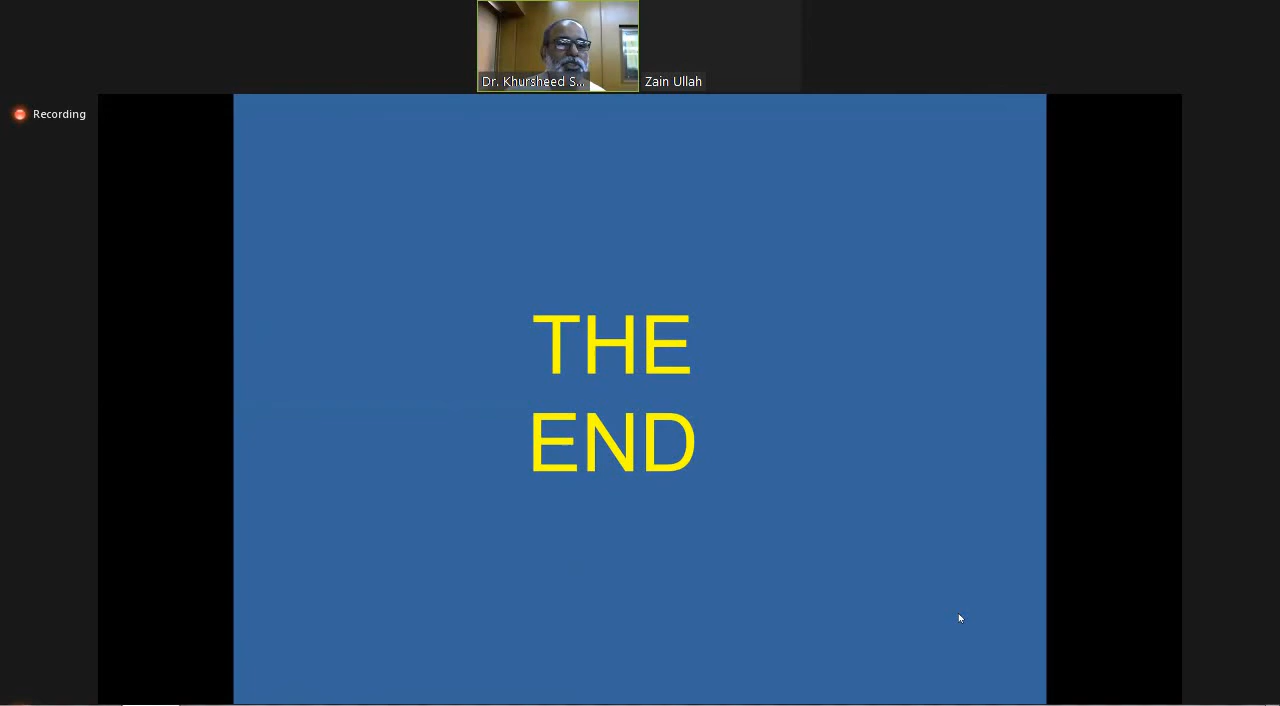 Dr. Khursheed S...
Zain Ullah
Recording
THE
END